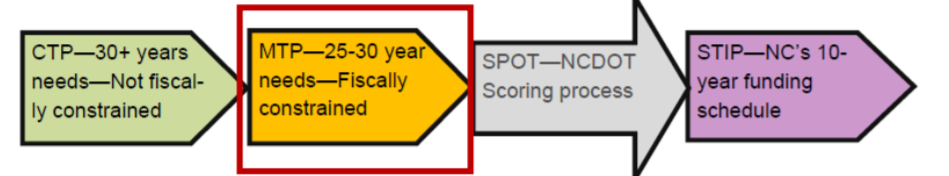 CTP—30+ years
needs—Not fiscal-
ly constrained
MTP—25-30 year
needs—Fiscally
constrained
SPOT—NCDOT
Scoring process
STIP—NC's 10-
year funding
schedule